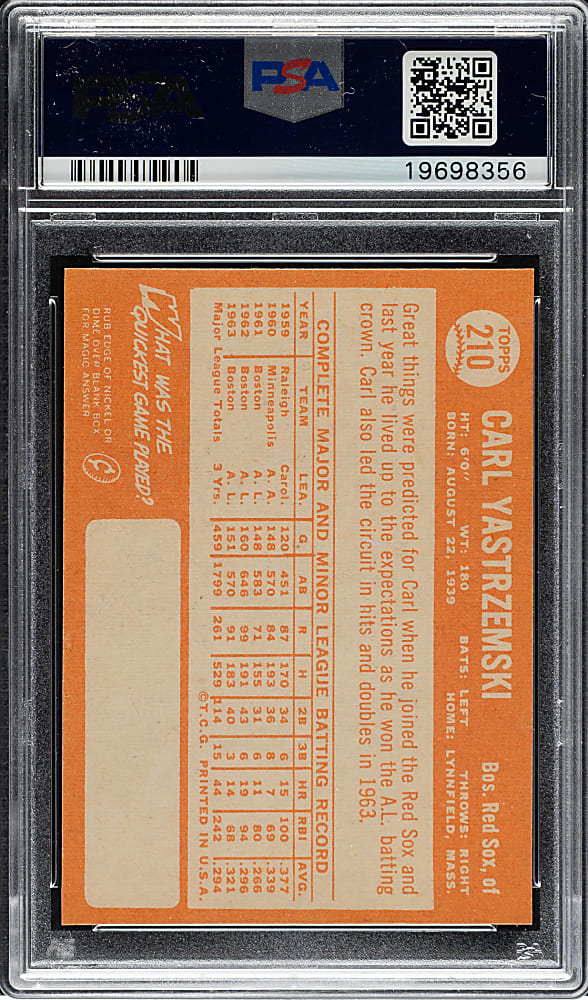 PSA
PSA
19698356
TOPPS
210
CARL YASTRZEMSKI
Bos. Red Sox, of
HT: 6'0" WT: 180 BATS: LEFT THROWS: RIGHT
BORN: AUGUST 22, 1939 HOME: LYNNFIELD, MASS.
Great things were predicted for Carl when he joined the Red Sox and
last year he lived up to the expectations as he won the A.L. batting
crown. Carl also led the circuit in hits and doubles in 1963.
COMPLETE MAJOR AND MINOR LEAGUE BATTING RECORD
YEAR TEAM LEA. G. AB R H 2B 3B HR RBI AVG.
1959 Raleigh Carol. 120 451 87 170 34 6 15 100 .377
1960 Minneapolis A. A. 148 570 84 193 36 8 7 69 .339
1961 Boston A. L. 148 583 71 155 31 6 11 80 .266
1962 Boston A. L. 160 646 99 191 43 6 19 94 .296
1963 Boston A. L. 151 570 91 183 40 3 14 68 .321
Major League Totals 3 Yrs. 459 1799 261 529 114 15 44 242 .294
©T.C.G. PRINTED IN U.S.A.
WHAT WAS THE
QUICKEST GAME PLAYED?
RUB EDGE OF NICKEL OR
DIME OVER BLANK BOX
FOR MAGIC ANSWER